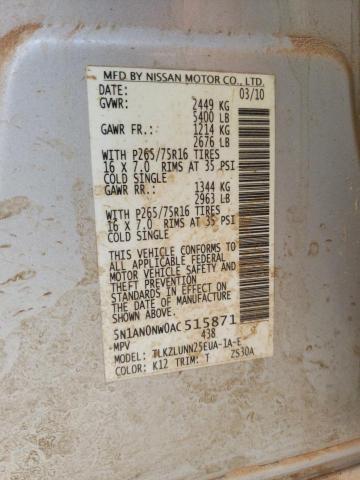 MFD BY NISSAN MOTOR CO., LTD.
DATE: 03/10
GVWR: 2449 KG
5400 LB
GAWR FR.: 1214 KG
2676 LB
WITH P265/75R16 TIRES
16 X 7.0 RIMS AT 35 PSI
COLD SINGLE
GAWR RR.: 1344 KG
2963 LB
WITH P265/75R16 TIRES
16 X 7.0 RIMS AT 35 PSI
COLD SINGLE
THIS VEHICLE CONFORMS TO
ALL APPLICABLE FEDERAL
MOTOR VEHICLE SAFETY AND
THEFT PREVENTION
STANDARDS IN EFFECT ON
THE DATE OF MANUFACTURE
5N1AN0NW0AC515871
MPV 438
MODEL: TLKZLUNN25EUA-1A-E
COLOR: K12 TRIM: T ZS30A